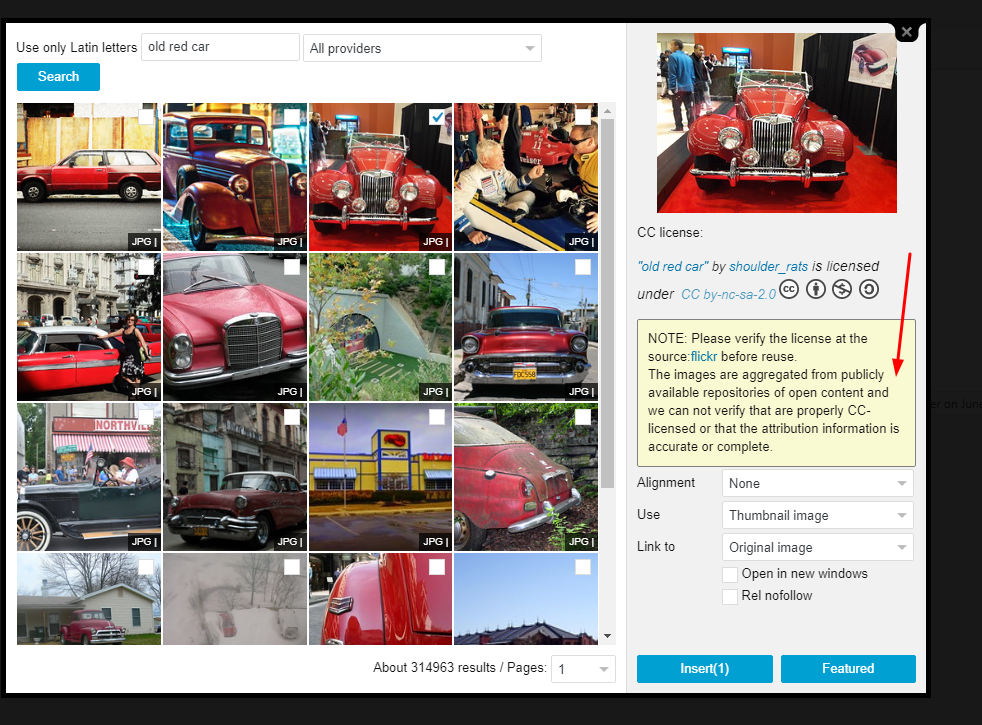 Use only Latin letters old red car All providers
Search
JPG |
JPG |
JPG |
JPG |
JPG |
JPG |
JPG |
FDC558
JPG |
NORTHVI
JPG |
JPG |
JPG |
JPG |
About 314963 results / Pages: 1
CC license:
"old red car" by shoulder_rats is licensed
under CC by-nc-sa-2.0
NOTE: Please verify the license at the
source:flickr before reuse.
The images are aggregated from publicly
available repositories of open content and
we can not verify that are properly CC-
licensed or that the attribution information is
accurate or complete.
Alignment None
Use Thumbnail image
Link to Original image
Open in new windows
Rel nofollow
Insert(1) Featured
er on June